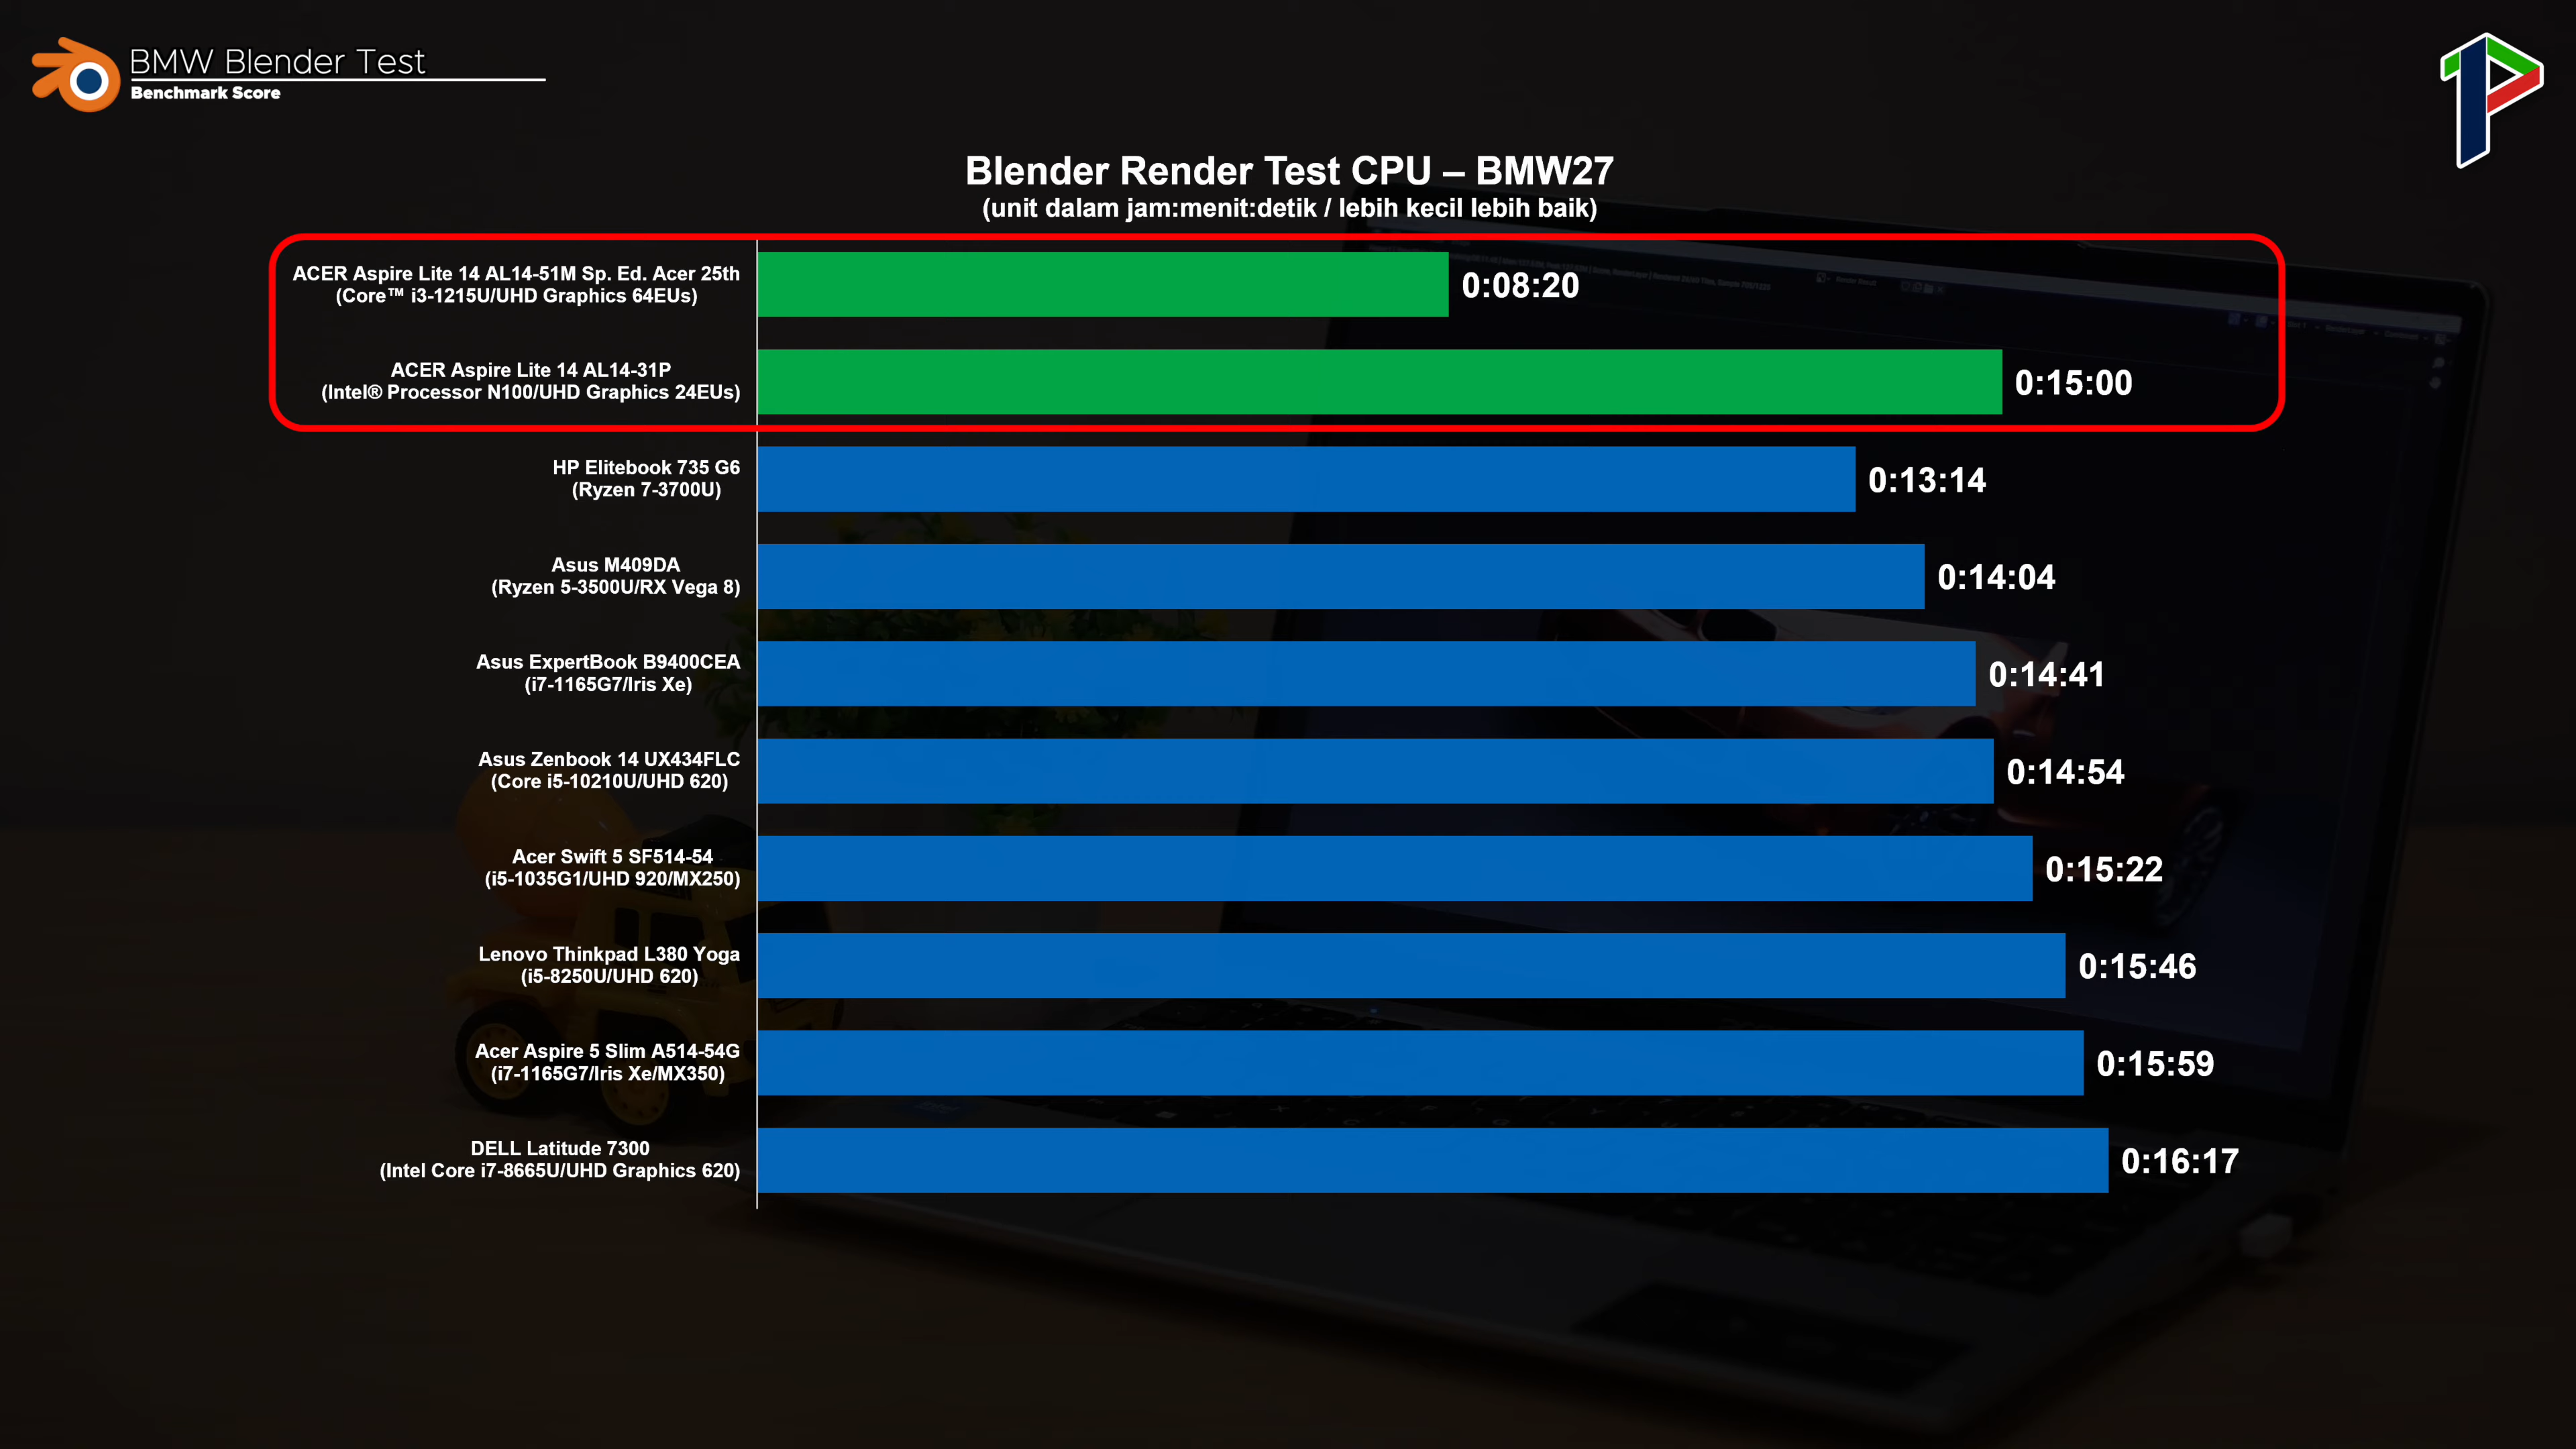 BMW Blender Test
Benchmark Score
Blender Render Test CPU – BMW27
(unit dalam jam:menit:detik / lebih kecil lebih baik)
ACER Aspire Lite 14 AL14-51M Sp. Ed. Acer 25th
(Core™ i3-1215U/UHD Graphics 64EUs)
0:08:20
ACER Aspire Lite 14 AL14-31P
(Intel® Processor N100/UHD Graphics 24EUs)
0:15:00
HP Elitebook 735 G6
(Ryzen 7-3700U)
0:13:14
Asus M409DA
(Ryzen 5-3500U/RX Vega 8)
0:14:04
Asus ExpertBook B9400CEA
(i7-1165G7/Iris Xe)
0:14:41
Asus Zenbook 14 UX434FLC
(Core i5-10210U/UHD 620)
0:14:54
Acer Swift 5 SF514-54
(i5-1035G1/UHD 920/MX250)
0:15:22
Lenovo Thinkpad L380 Yoga
(i5-8250U/UHD 620)
0:15:46
Acer Aspire 5 Slim A514-54G
(i7-1165G7/Iris Xe/MX350)
0:15:59
DELL Latitude 7300
(Intel Core i7-8665U/UHD Graphics 620)
0:16:17